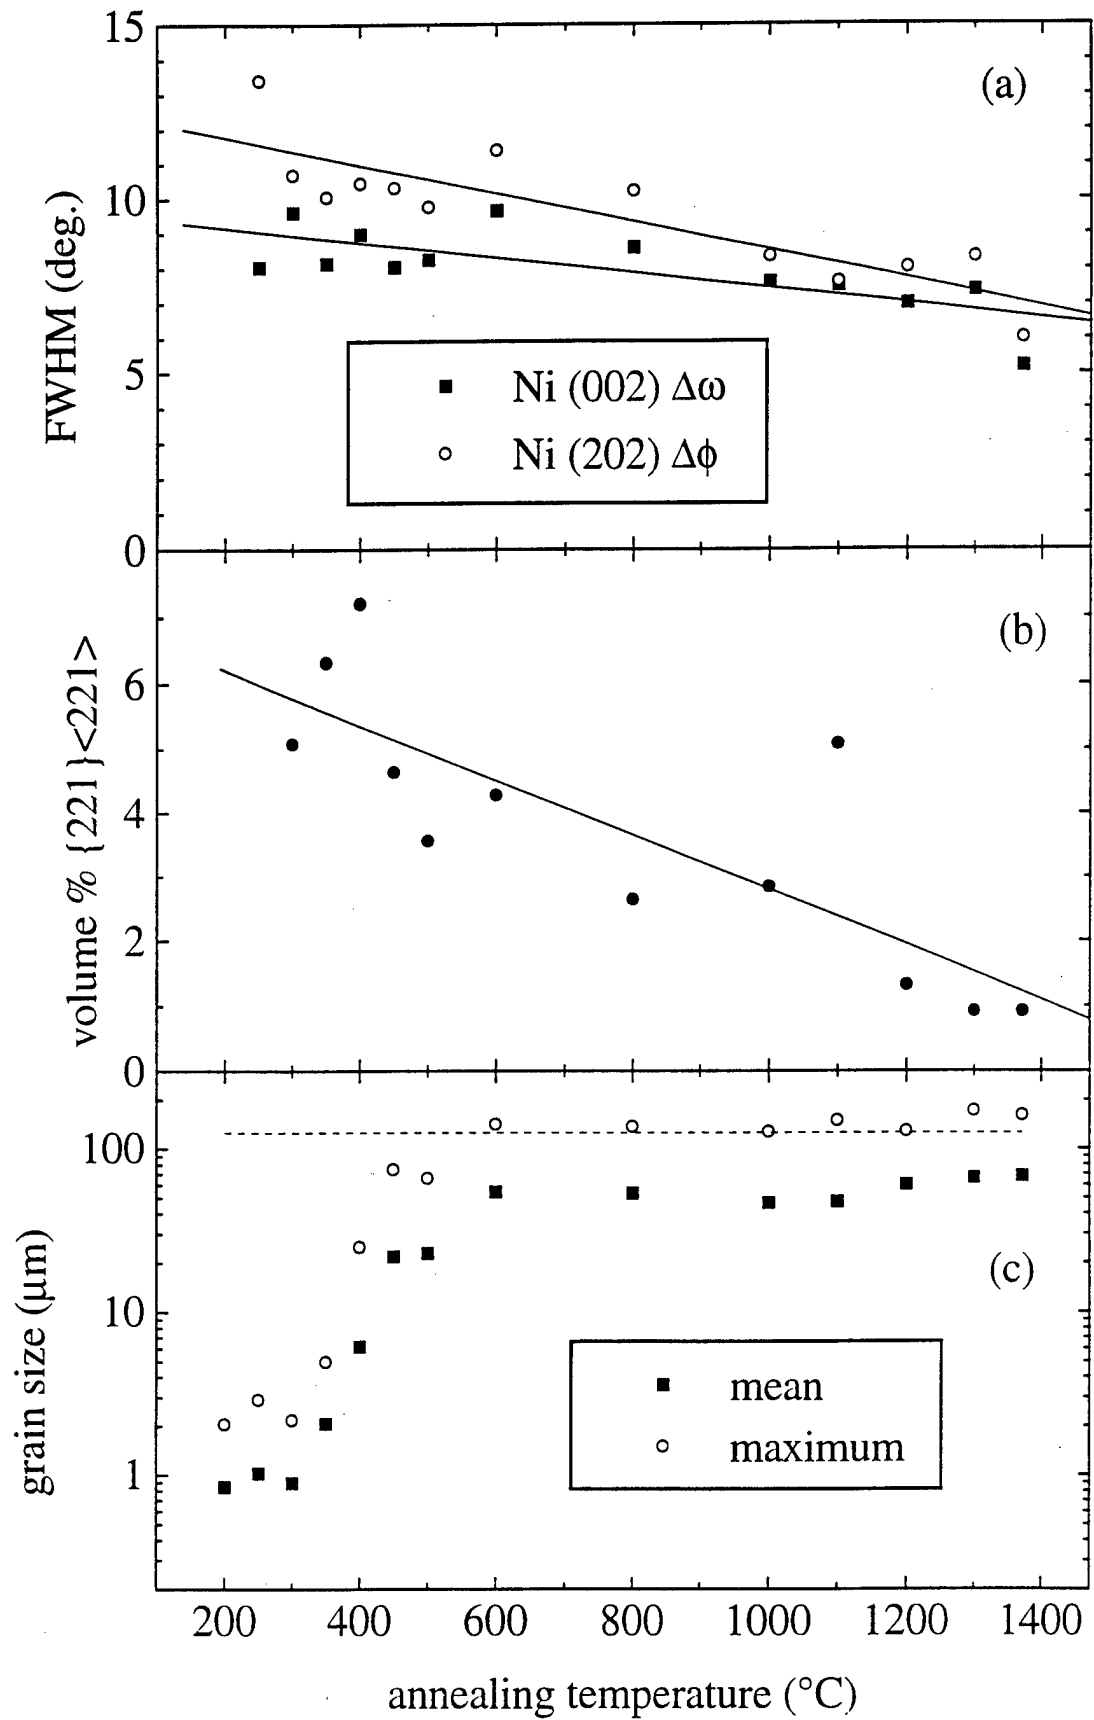 15
(a)
10
FWHM (deg.)
5
Ni (002) Δω
Ni (202) Δϕ
0
(b)
6
volume % {221}<221>
4
2
0
100
(c)
10
grain size (μm)
mean
maximum
1
200 400 600 800 1000 1200 1400
annealing temperature (°C)